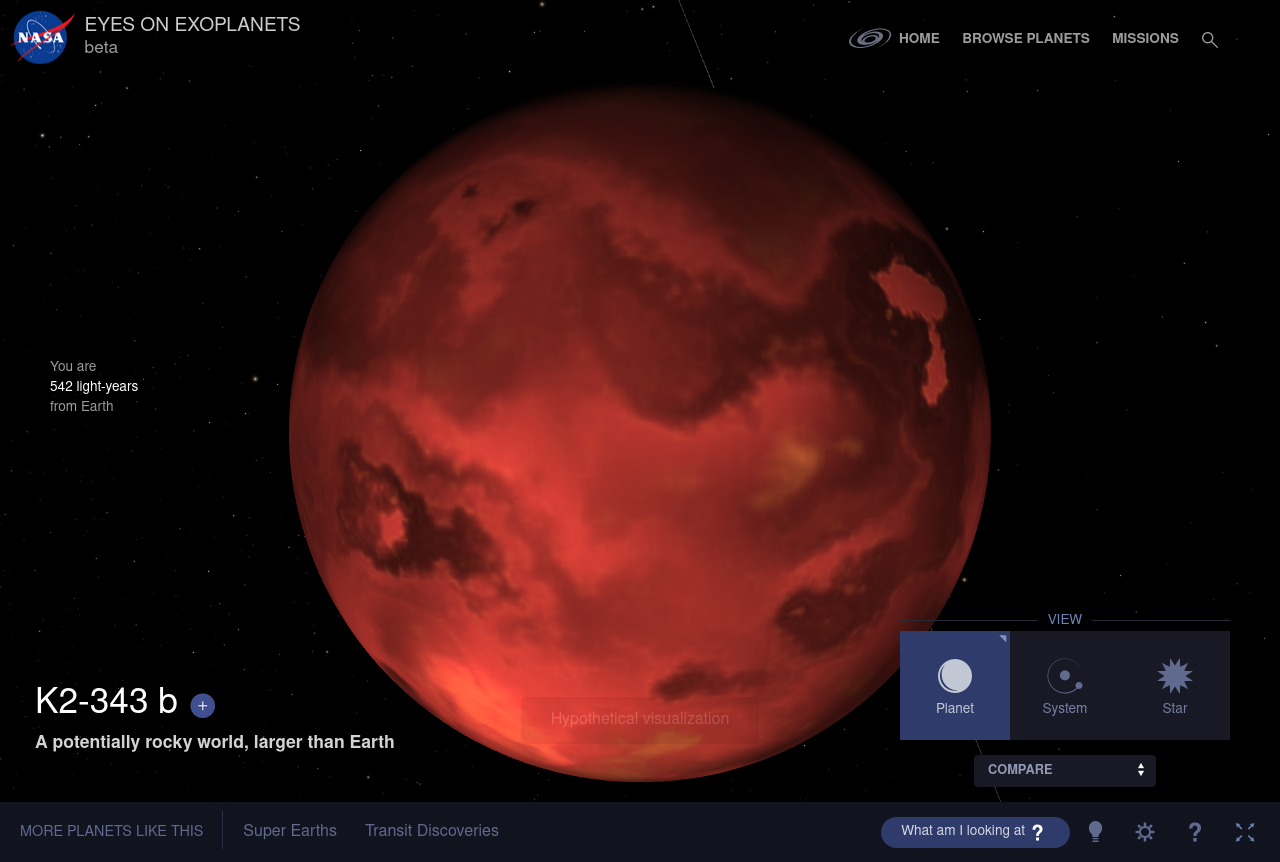 NASA
EYES ON EXOPLANETS
beta
HOME
BROWSE PLANETS
MISSIONS
You are
542 light-years
from Earth
VIEW
Planet
System
Star
K2-343 b +
A potentially rocky world, larger than Earth
Hypothetical visualization
COMPARE
MORE PLANETS LIKE THIS
Super Earths
Transit Discoveries
What am I looking at ?
?